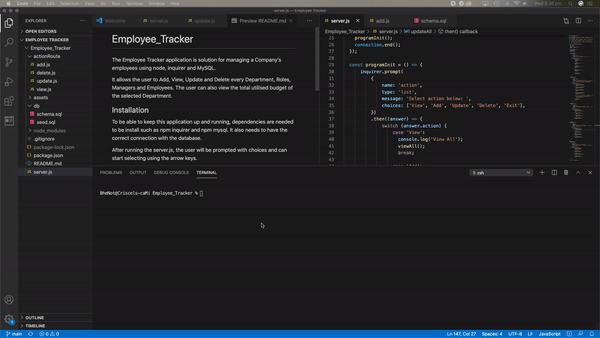 Code File Edit Selection View Go Run Terminal Window Help
server.js — Employee_Tracker
EXPLORER
Welcome
server.js
update.js
Preview README.md
server.js
add.js
schema.sql
OPEN EDITORS
EMPLOYEE TRACKER
Employee_Tracker
actionRoute
add.js
delete.js
update.js
view.js
assets
db
schema.sql
seed.sql
node_modules
.gitignore
package-lock.json
package.json
README.md
server.js
OUTLINE
TIMELINE
Employee_Tracker
The Employee Tracker application is solution for managing a Company's
employees using node, inquirer and MySQL.
It allows the user to Add, View, Update and Delete every Department, Roles,
Managers and Employees. The user can also view the total utilised budget of
the selected Department.
Installation
To be able to keep this application up and running, dependencies are
needed to be install such as npm inquirer and npm mysql. It also needs to have the
correct connection with the database.
After running the server.js, the user will be prompted with choices and can
start selecting using the arrow keys.
Employee_Tracker > server.js > updateAll > then() callback
25 programInit();
26 connection.end();
27 });
28
29 const programInit = () => {
30 inquirer.prompt(
31 {
32 name: 'action',
33 type: 'list',
34 message: 'Select action below: ',
35 choices: ['View', 'Add', 'Update', 'Delete', 'Exit'],
36 })
37 .then((answer) => {
38 switch (answer.action) {
39 case 'View':
40 console.log('View All');
41 viewAll();
42 break;
PROBLEMS
OUTPUT
DEBUG CONSOLE
TERMINAL
1: zsh
BheNat@Criscels-caMi Employee_Tracker %
main
0
0
Ln 147, Col 27
Spaces: 4
UTF-8
LF
JavaScript